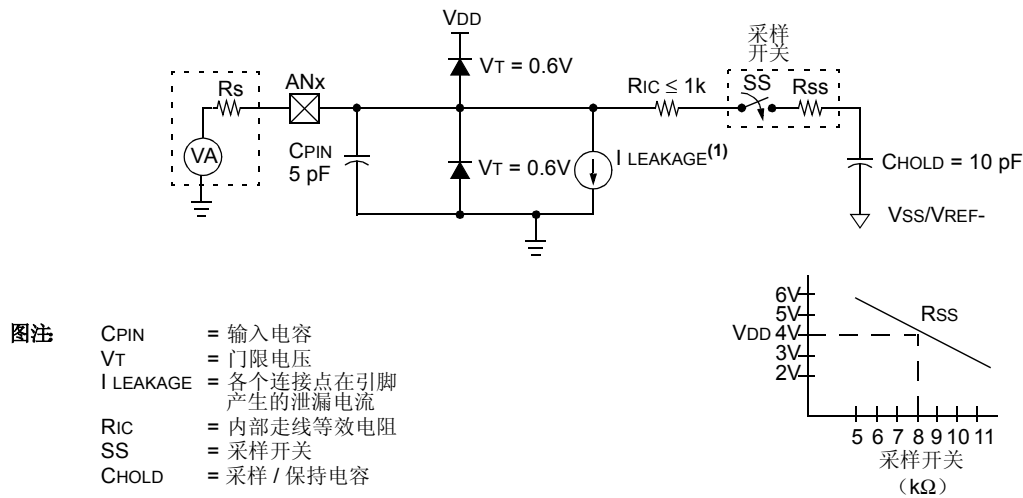 VDD
VT = 0.6V
采样
开关
Rs
ANx
RIC ≤ 1k
SS
Rss
VA
CPIN
5 pF
VT = 0.6V
I LEAKAGE(1)
CHOLD = 10 pF
VSS/VREF-
图注:
CPIN = 输入电容
VT = 门限电压
I LEAKAGE = 各个连接点在引脚
产生的泄漏电流
RIC = 内部走线等效电阻
SS = 采样开关
CHOLD = 采样 / 保持电容
6V
5V
VDD 4V
3V
2V
RSS
5 6 7 8 9 10 11
采样开关
(kΩ)